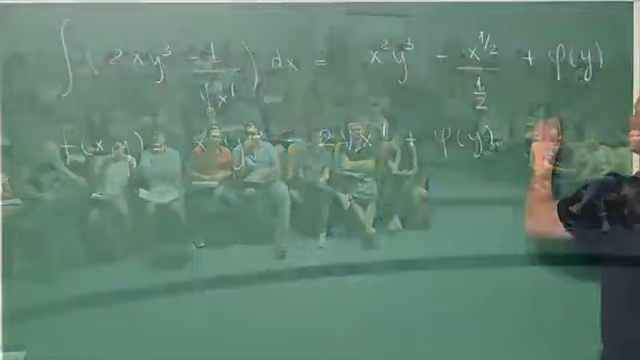 ∫ ( 2xy³ - 1/√x ) dx = x²y³ - x^{1/2} / (1/2) + φ(y)
f(x,y) = x²y³ - 2√x + φ(y)